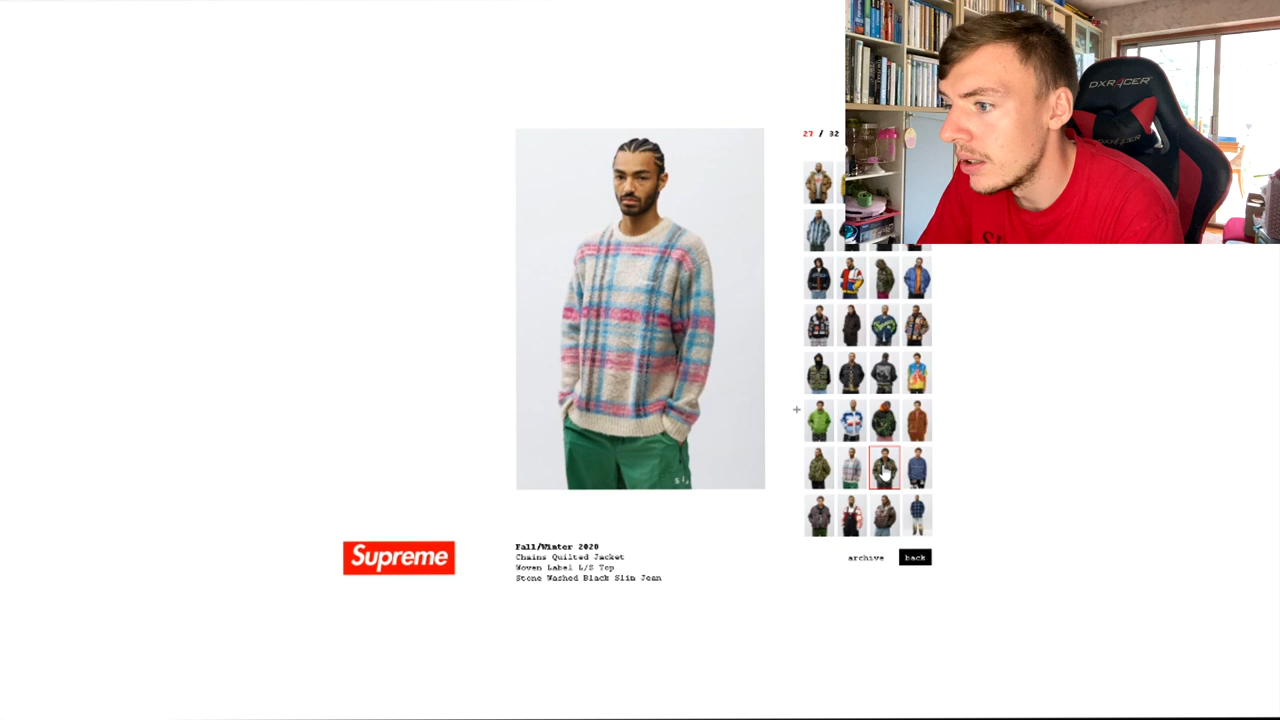 DXRACER
DXRACER
27 / 32
Supreme
Fall/Winter 2020
Chains Quilted Jacket
Woven Label L/S Top
Stone Washed Black Slim Jean
archive
back